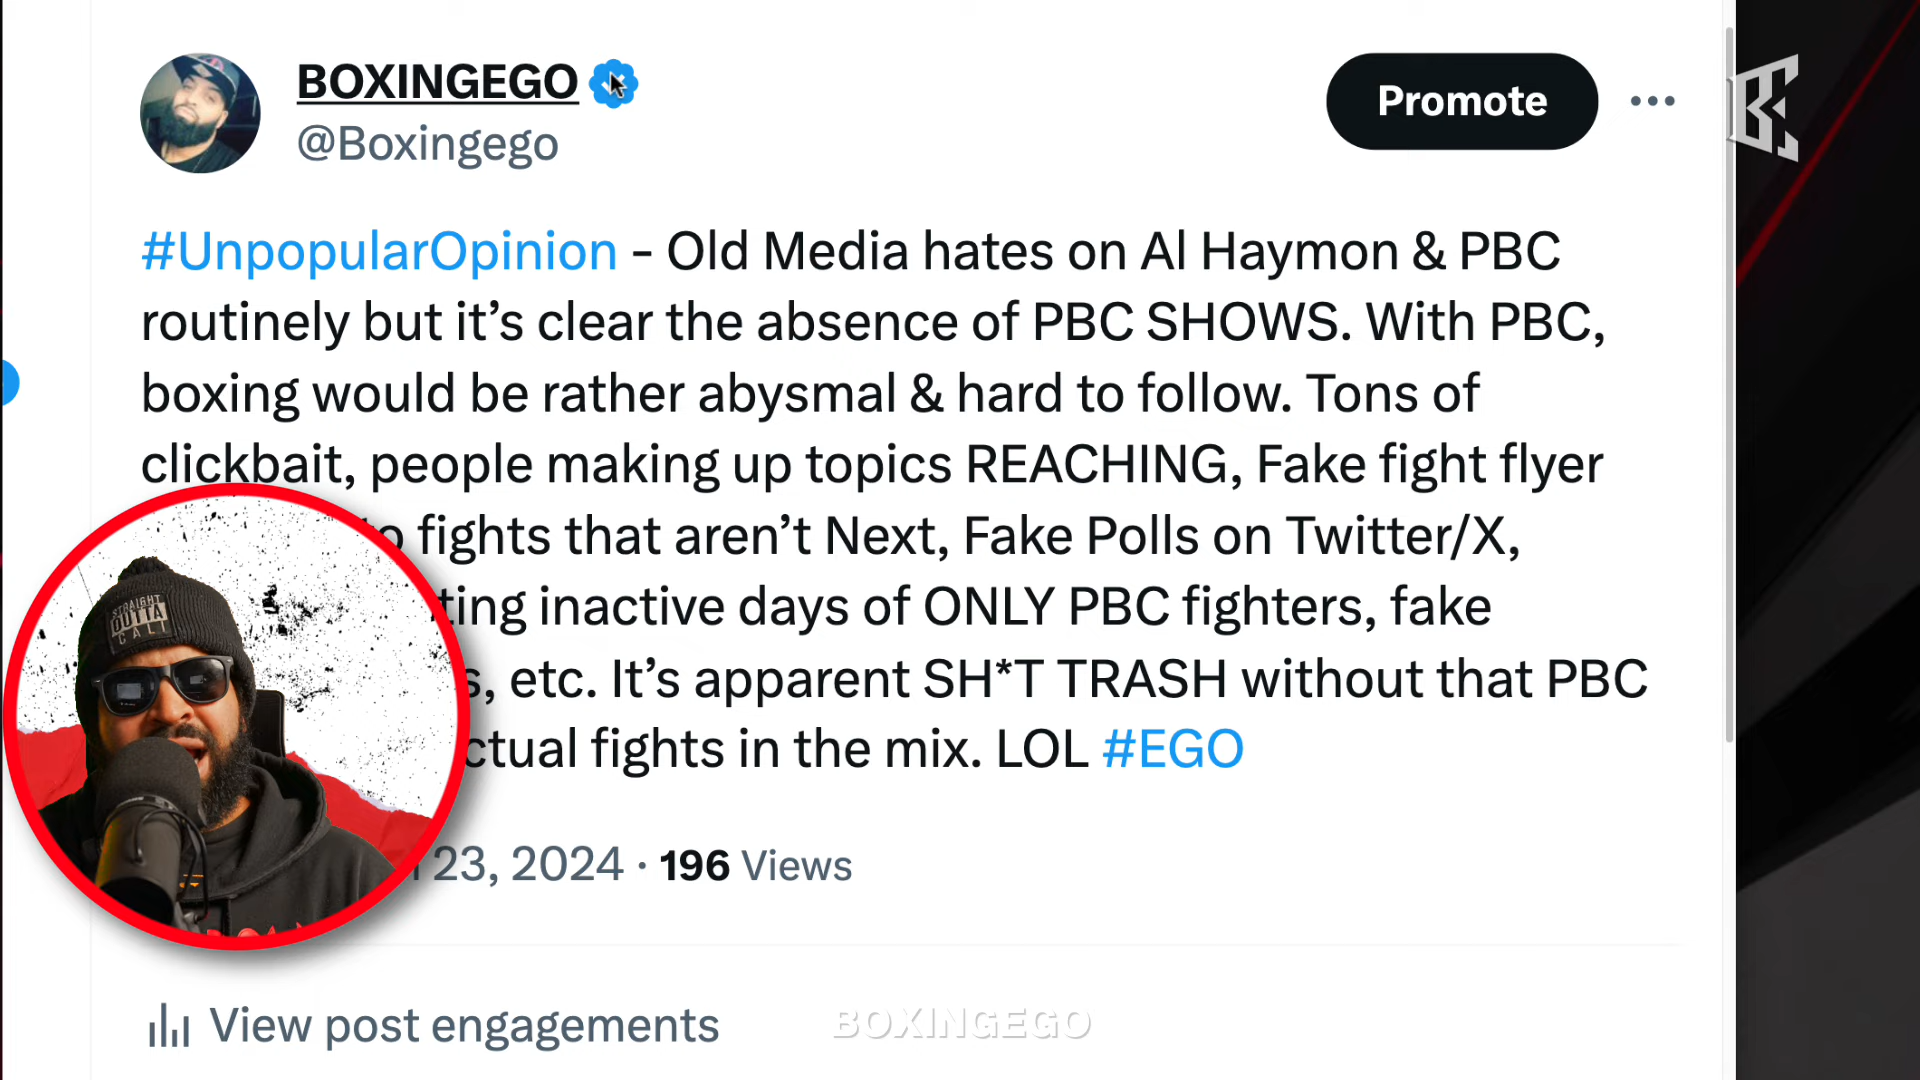 BOXINGEGO
@Boxingego
Promote
#UnpopularOpinion - Old Media hates on Al Haymon & PBC
routinely but it’s clear the absence of PBC SHOWS. With PBC,
boxing would be rather abysmal & hard to follow. Tons of
clickbait, people making up topics REACHING, Fake fight flyer
fights that aren’t Next, Fake Polls on Twitter/X,
inactive days of ONLY PBC fighters, fake
etc. It’s apparent SH*T TRASH without that PBC
fights in the mix. LOL #EGO
23, 2024 · 196 Views
View post engagements
BOXINGEGO
STRAIGHT
OUTTA
CALI